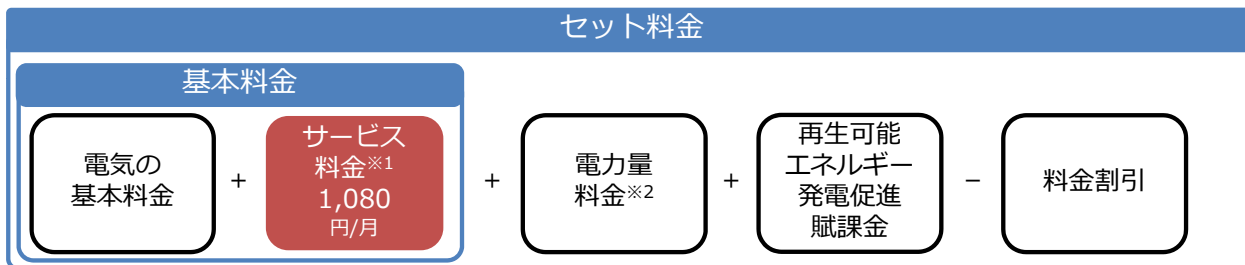 セット料金
基本料金
電気の
基本料金
+
サービス
料金※1
1,080
円/月
+
電力量
料金※2
+
再生可能
エネルギー
発電促進
賦課金
−
料金割引